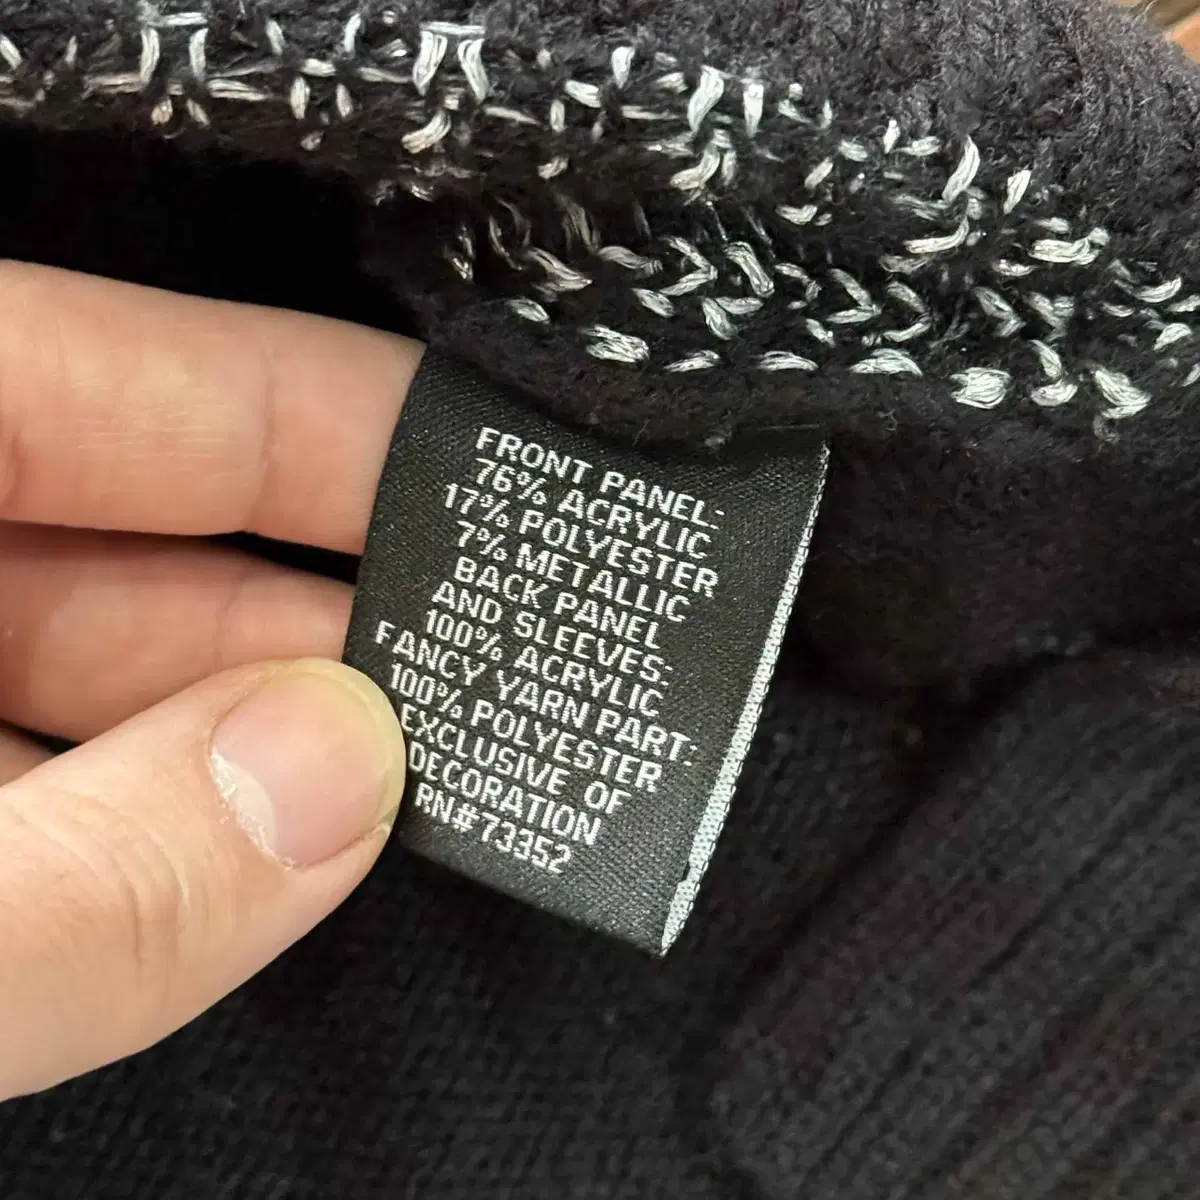 FRONT PANEL:
76% ACRYLIC
17% POLYESTER
7% METALLIC
BACK PANEL
AND SLEEVES:
100% ACRYLIC
FANCY YARN PART:
100% POLYESTER
EXCLUSIVE OF
DECORATION
RN#73352